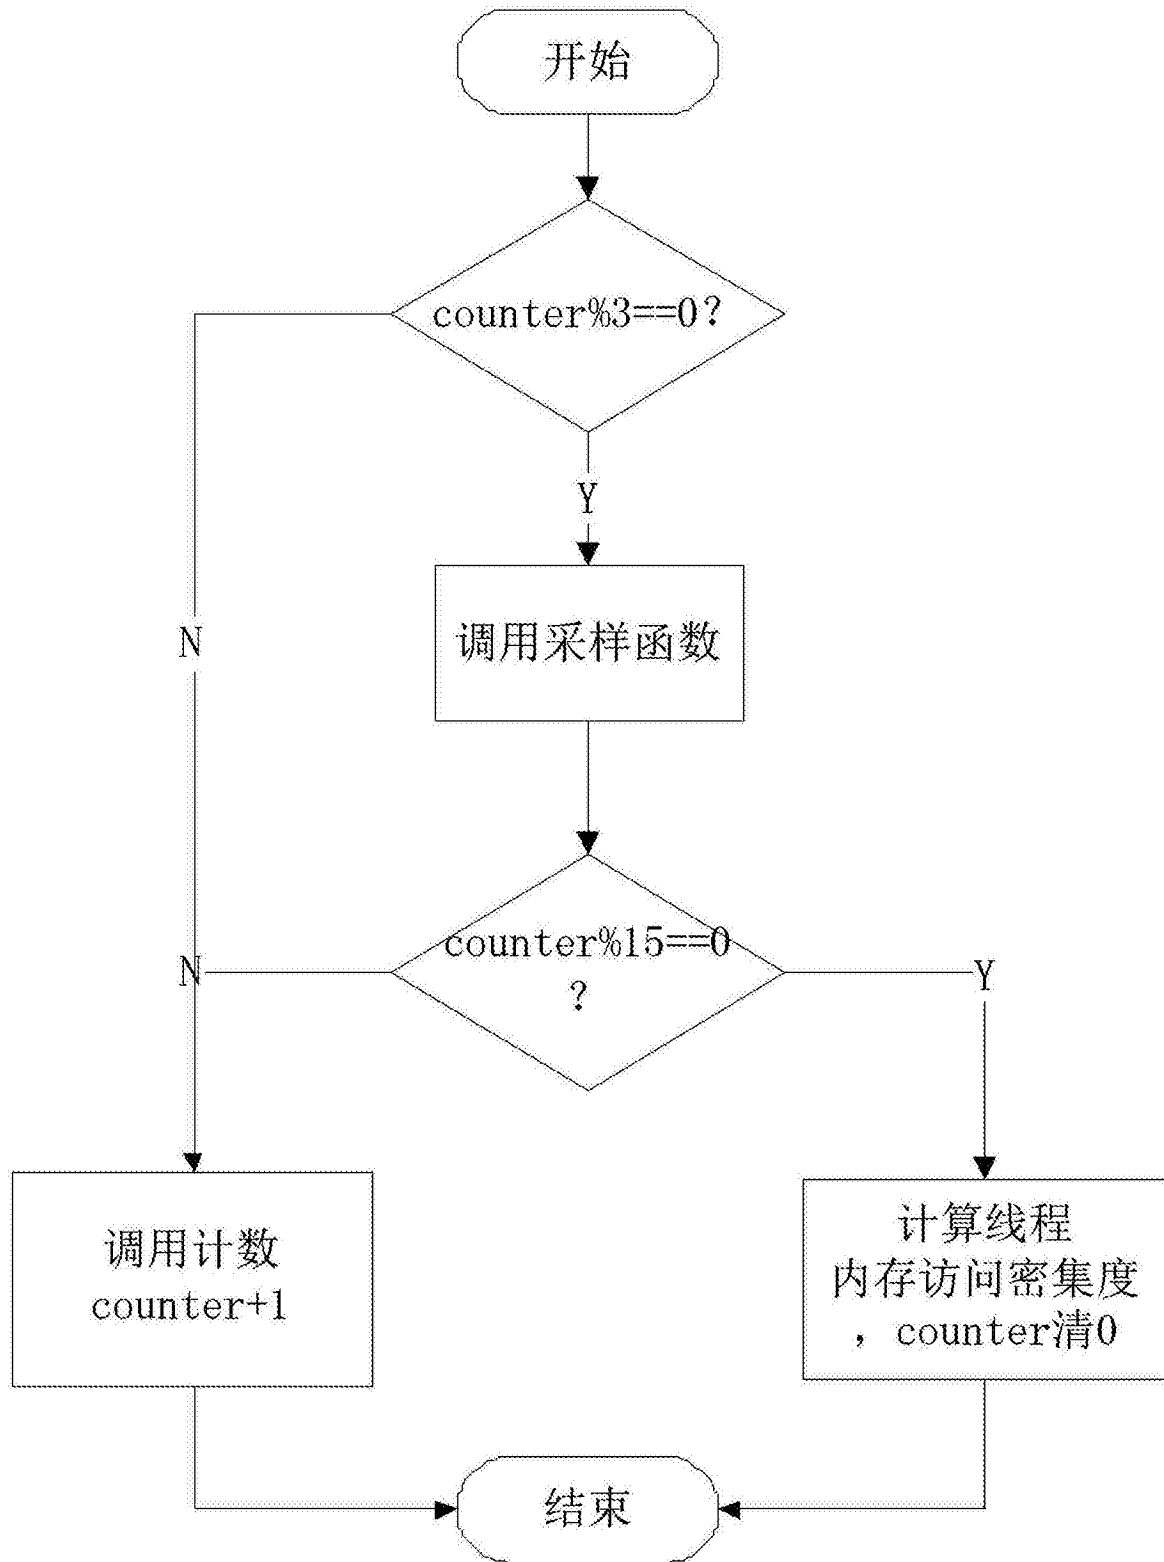 开始
counter%3==0?
Y
调用采样函数
N
counter%15==0
?
N
Y
调用计数
counter+1
计算线程
内存访问密集度
，counter清0
结束